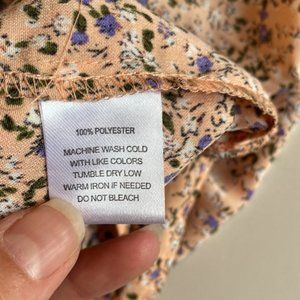 100% POLYESTER
MACHINE WASH COLD
WITH LIKE COLORS
TUMBLE DRY LOW
WARM IRON IF NEEDED
DO NOT BLEACH